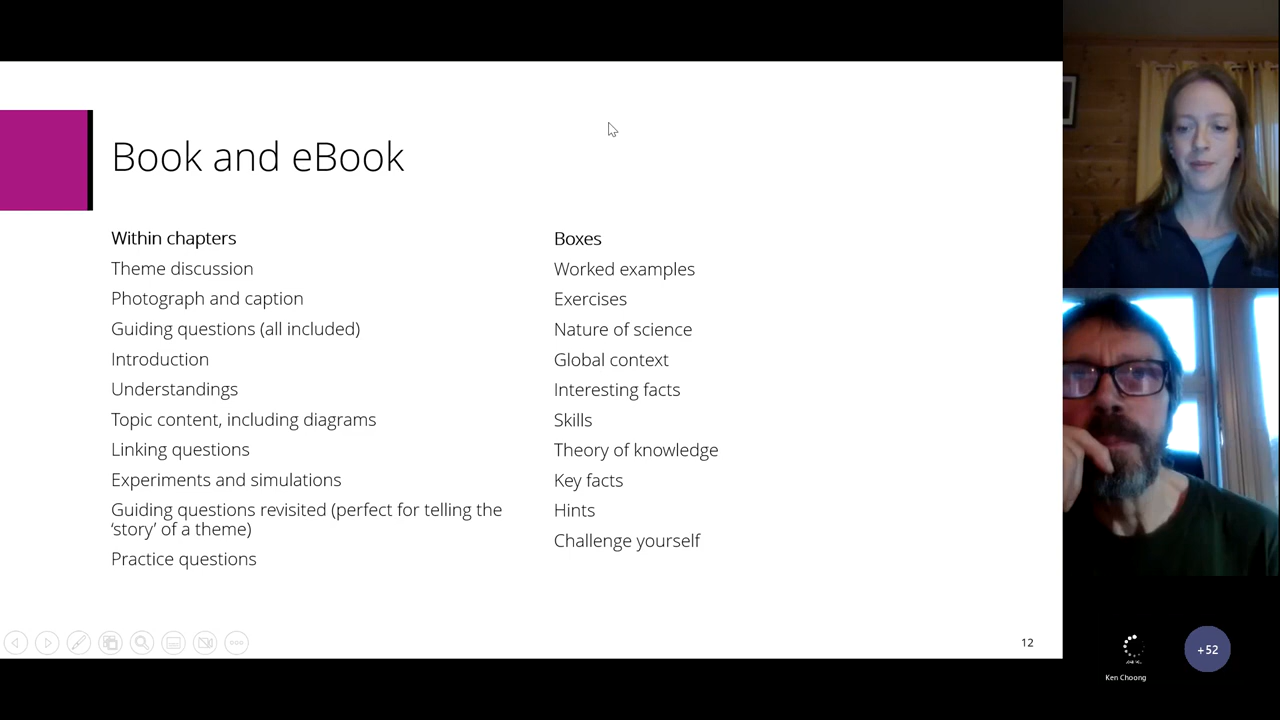 Book and eBook
Within chapters
Theme discussion
Photograph and caption
Guiding questions (all included)
Introduction
Understandings
Topic content, including diagrams
Linking questions
Experiments and simulations
Guiding questions revisited (perfect for telling the
‘story’ of a theme)
Practice questions
Boxes
Worked examples
Exercises
Nature of science
Global context
Interesting facts
Skills
Theory of knowledge
Key facts
Hints
Challenge yourself
12
+52
Ken Choong